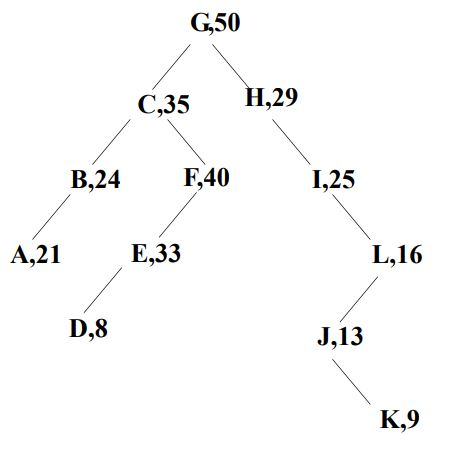 G,50
C,35
H,29
B,24
F,40
I,25
A,21
E,33
L,16
D,8
J,13
K,9